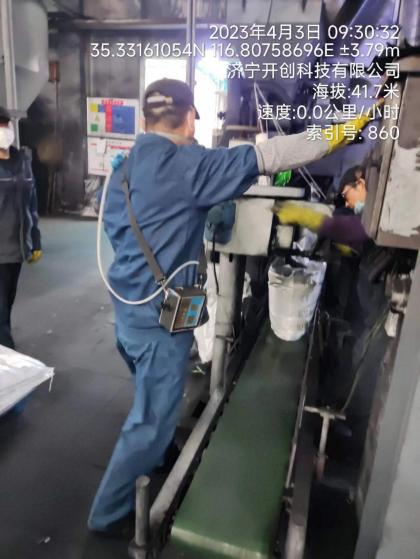 2023年4月3日 09:30:32
35.33161054N 116.80758696E ±3.79m
济宁开创科技有限公司
海拔:41.7米
速度:0.0公里/小时
索引号: 860